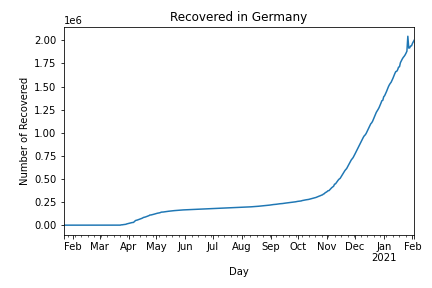 Recovered in Germany
1e6
2.00
1.75
1.50
1.25
1.00
0.75
0.50
0.25
0.00
Number of Recovered
Feb Mar Apr May Jun Jul Aug Sep Oct Nov Dec Jan Feb
2021
Day